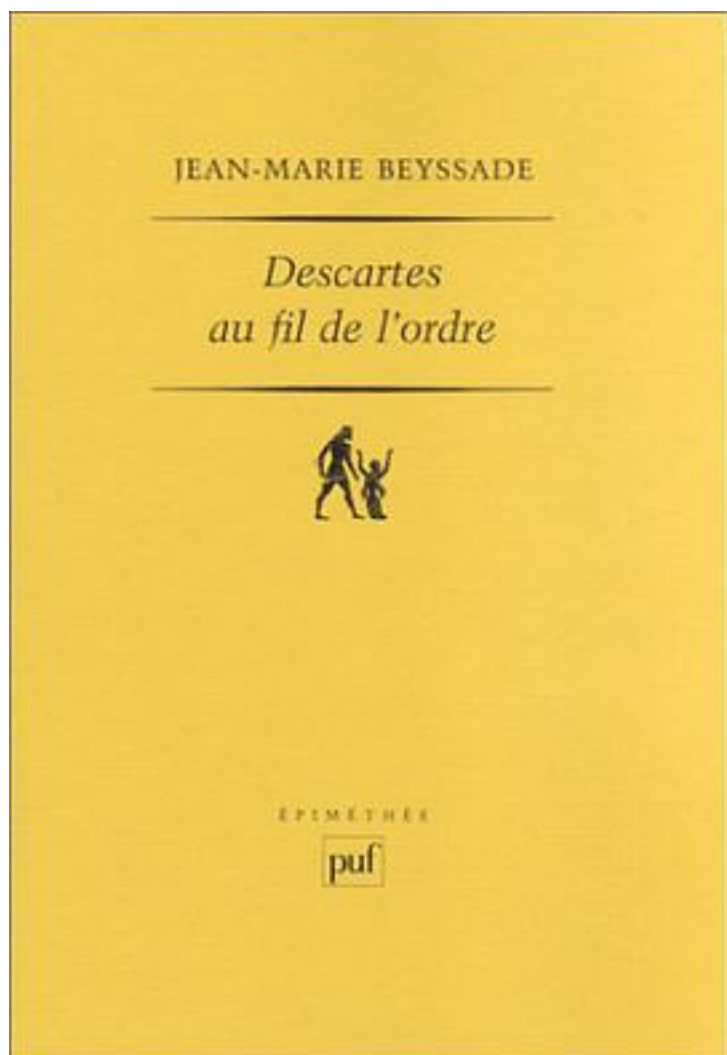 JEAN-MARIE BEYSSADE
Descartes
au fil de l'ordre
ÉPIMÉTHÉE
puf